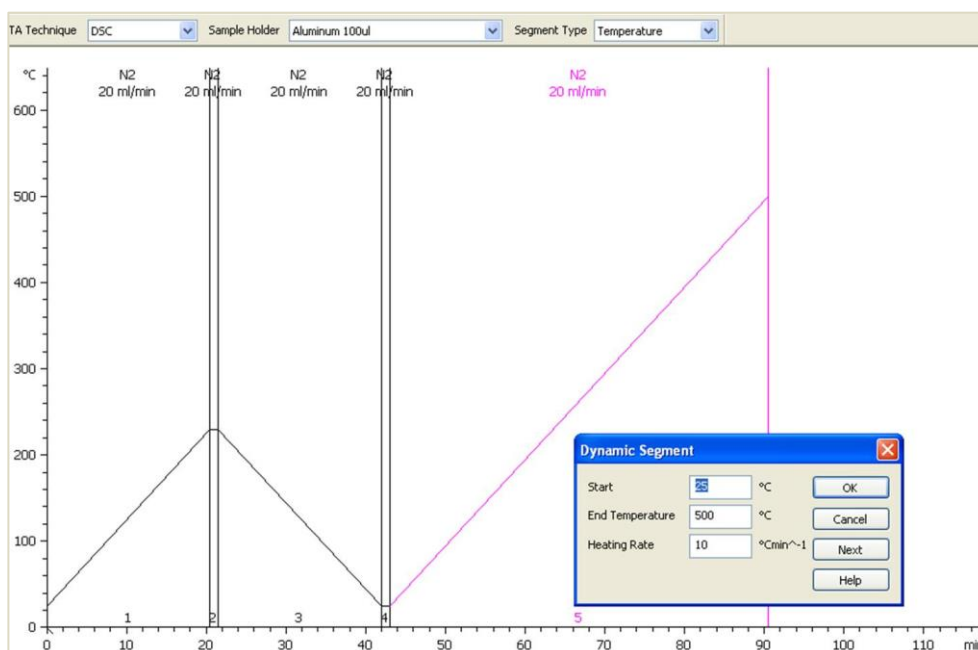 TA Technique DSC Sample Holder Aluminum 100ul Segment Type Temperature
°C N2 N2 N2 N2 N2
20 ml/min 20 ml/min 20 ml/min 20 ml/min 20 ml/min
600
500
400
300
200
100
0
Dynamic Segment
Start 25 °C OK
End Temperature 500 °C Cancel
Heating Rate 10 °Cmin^-1 Next
Help
1 2 3 4 5
0 10 20 30 40 50 60 70 80 90 100 110 min